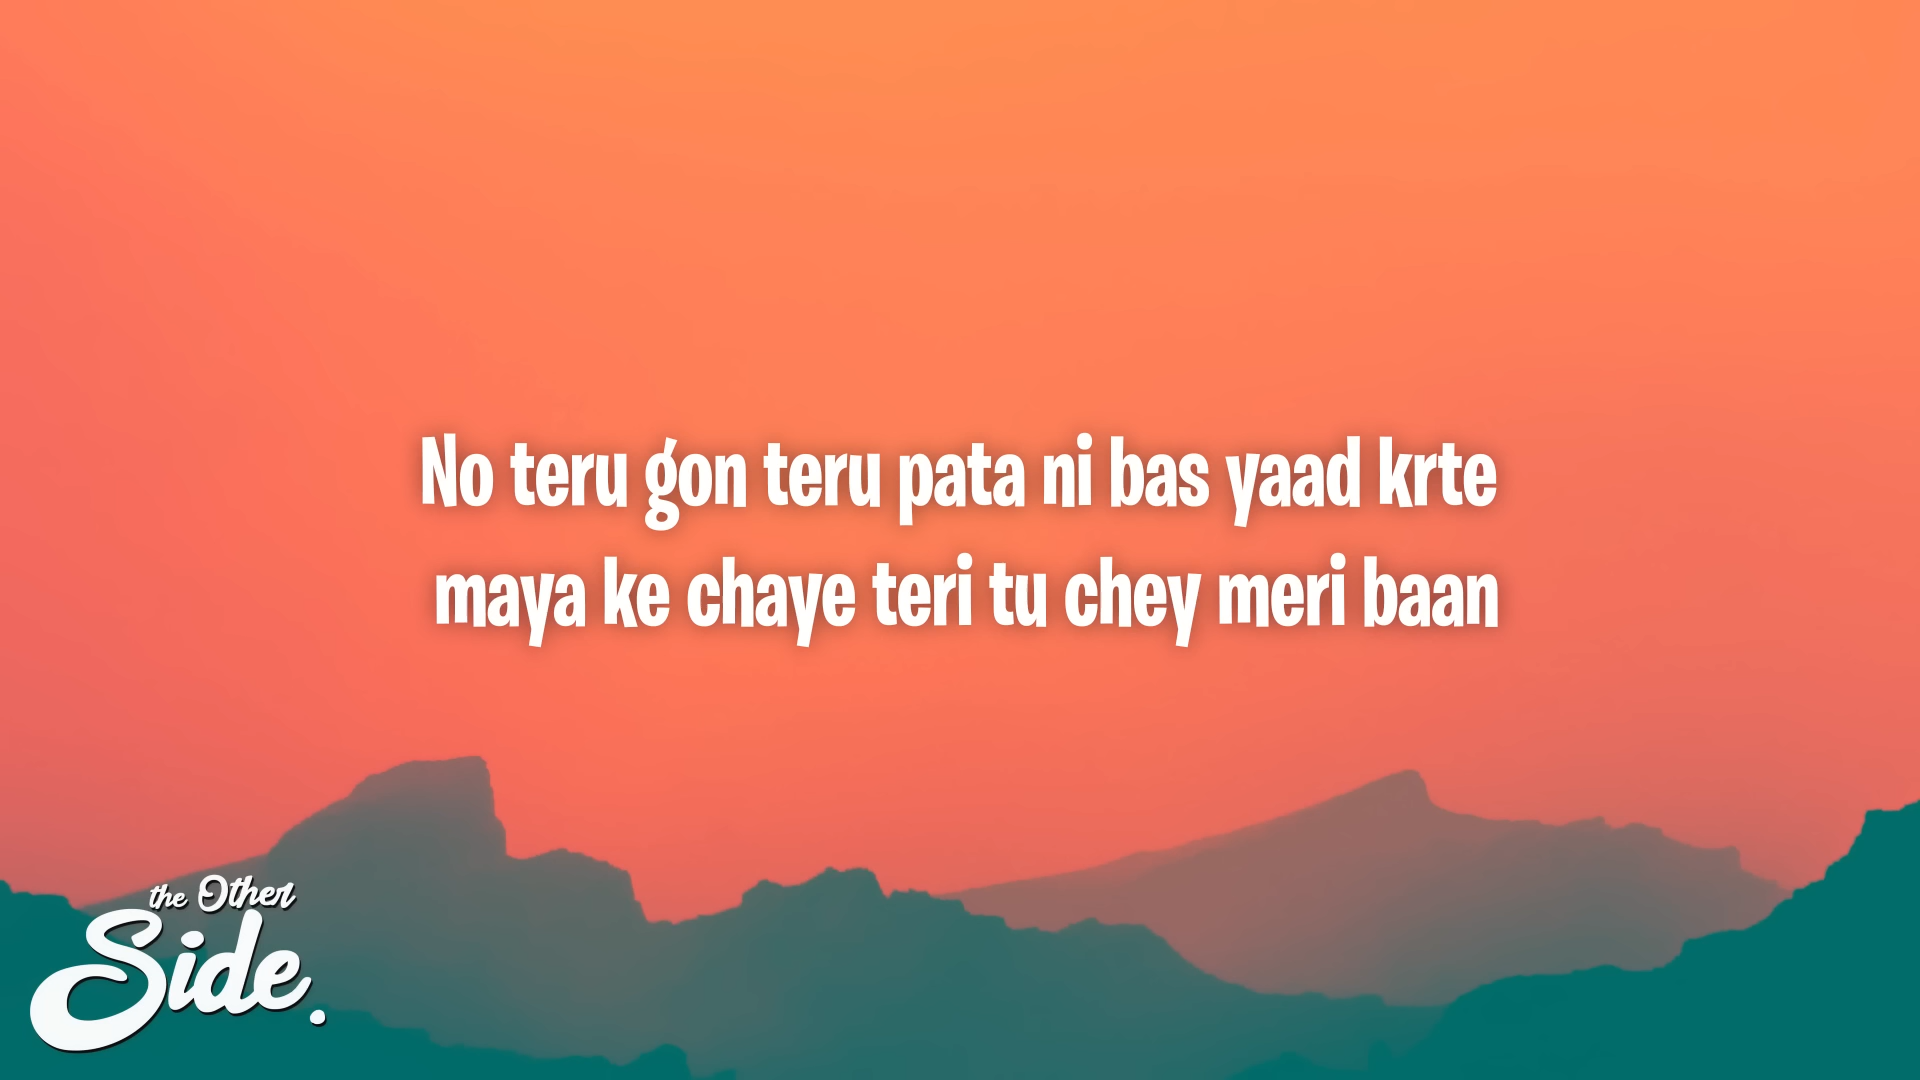 No teru gon teru pata ni bas yaad krte
maya ke chaye teri tu chey meri baan
the Other
Side.